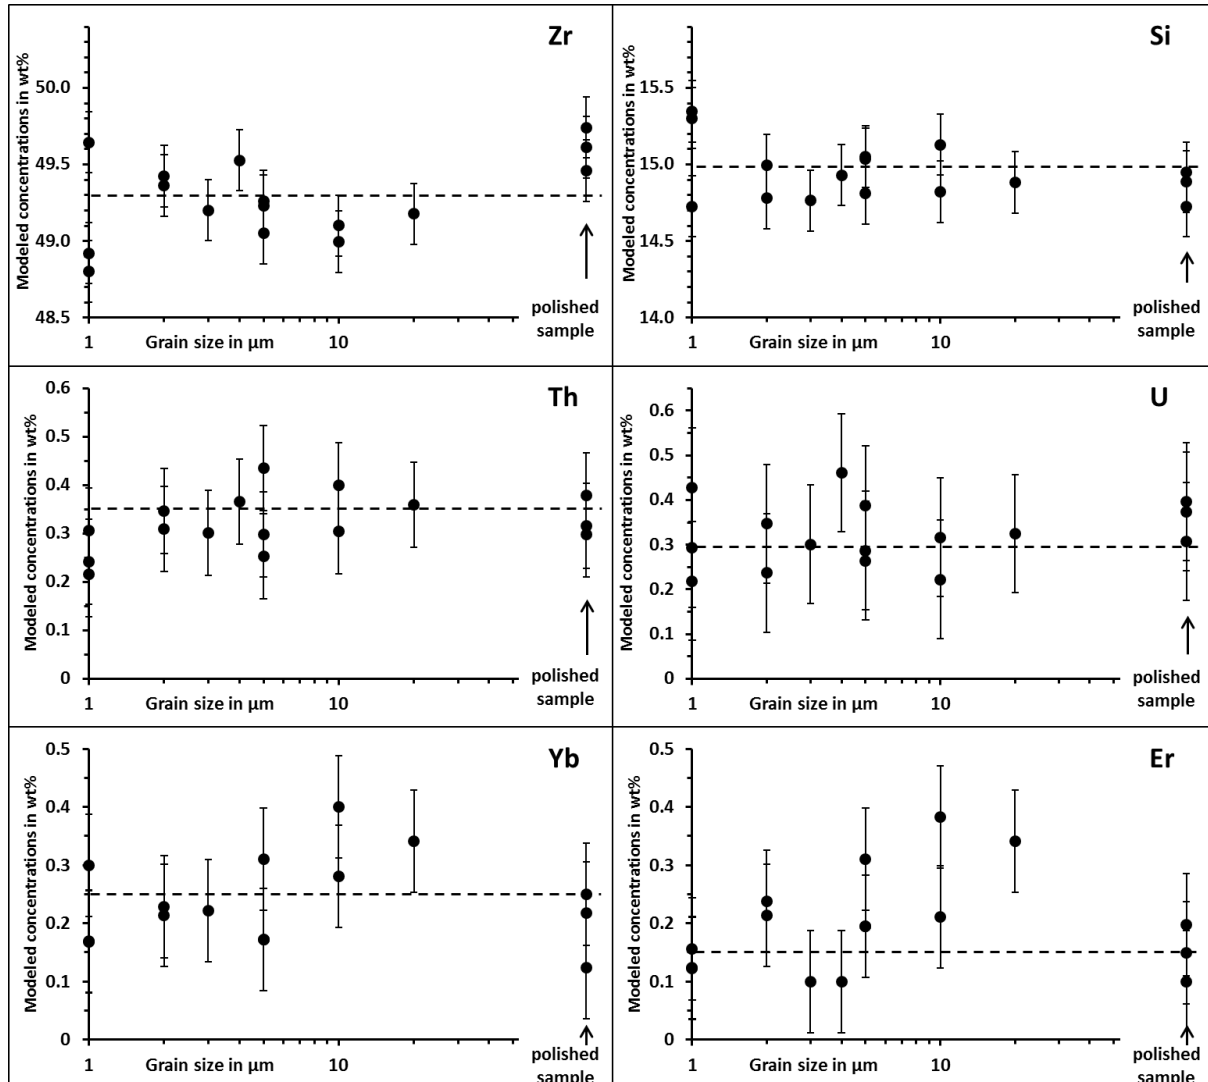 Zr
Modeled concentrations in wt%
50.0
49.5
49.0
48.5
1
Grain size in µm
10
polished
sample
Si
Modeled concentrations in wt%
15.5
15.0
14.5
14.0
1
Grain size in µm
10
polished
sample
Th
Modeled concentrations in wt%
0.6
0.5
0.4
0.3
0.2
0.1
0
1
Grain size in µm
10
polished
sample
U
Modeled concentrations in wt%
0.6
0.5
0.4
0.3
0.2
0.1
0
1
Grain size in µm
10
polished
sample
Yb
Modeled concentrations in wt%
0.5
0.4
0.3
0.2
0.1
0
1
Grain size in µm
10
polished
sample
Er
Modeled concentrations in wt%
0.5
0.4
0.3
0.2
0.1
0
1
Grain size in µm
10
polished
sample